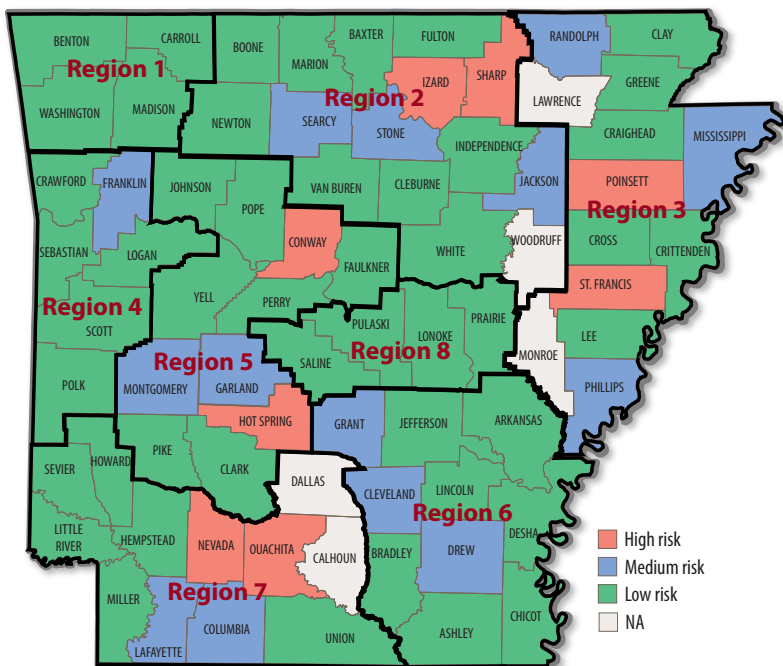 BENTON
CARROLL
BOONE
BAXTER
FULTON
RANDOLPH
CLAY
MARION
Region 1
IZARD
SHARP
GREENE
Region 2
LAWRENCE
WASHINGTON
MADISON
NEWTON
SEARCY
STONE
CRAIGHEAD
MISSISSIPPI
INDEPENDENCE
CRAWFORD
FRANKLIN
JOHNSON
VAN BUREN
CLEBURNE
JACKSON
POINSETT
POPE
Region 3
CONWAY
WOODRUFF
CROSS
CRITTENDEN
SEBASTIAN
LOGAN
FAULKNER
WHITE
ST. FRANCIS
YELL
PERRY
Region 4
PULASKI
LONOKE
PRAIRIE
SCOTT
LEE
Region 5
SALINE
Region 8
MONROE
POLK
MONTGOMERY
GARLAND
PHILLIPS
HOT SPRING
GRANT
JEFFERSON
ARKANSAS
PIKE
CLARK
SEVIER
HOWARD
DALLAS
CLEVELAND
LINCOLN
Region 6
LITTLE
RIVER
HEMPSTEAD
NEVADA
OUACHITA
CALHOUN
BRADLEY
DREW
DESHA
High risk
Medium risk
Low risk
NA
MILLER
Region 7
LAFAYETTE
COLUMBIA
UNION
ASHLEY
CHICOT